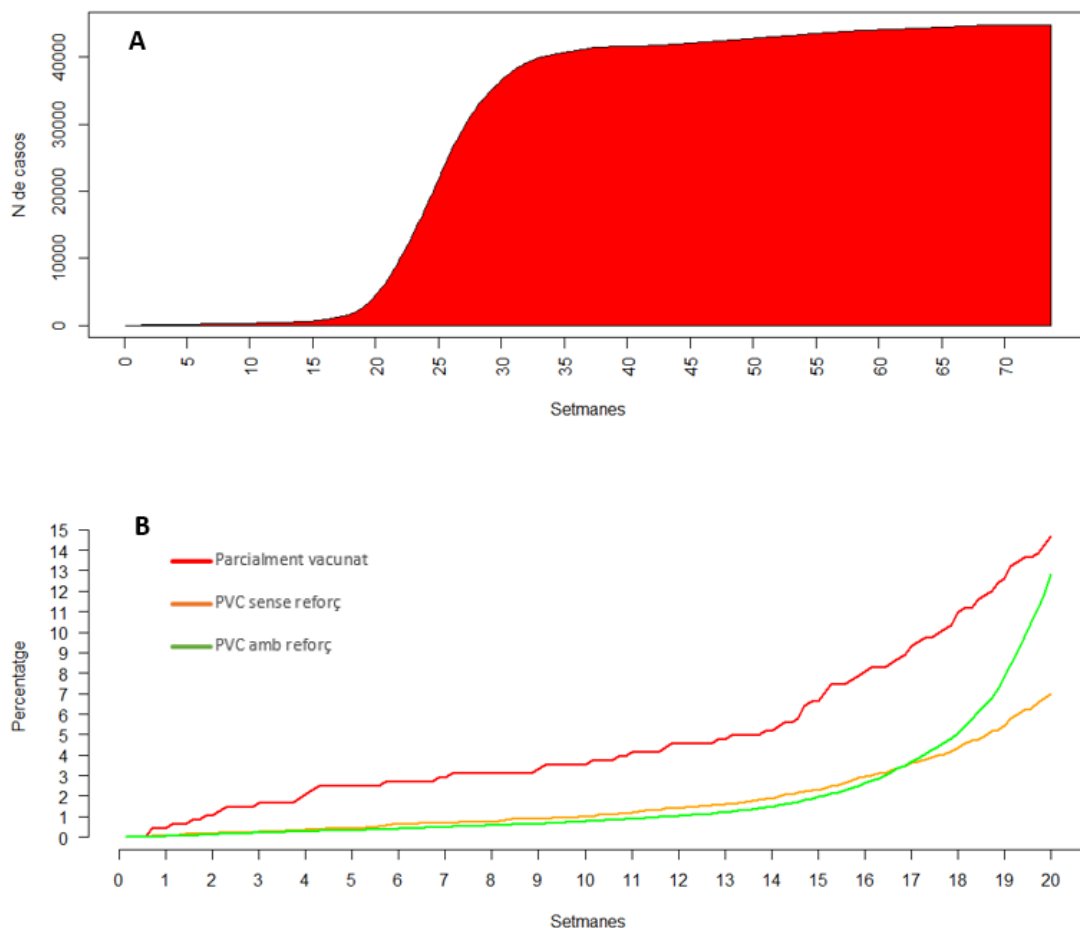 A
N de casos
40000
30000
20000
10000
0
0 5 10 15 20 25 30 35 40 45 50 55 60 65 70
Setmanes
B
Parcialment vacunat
PVC sense reforç
PVC amb reforç
Percentatge
15
14
13
12
11
10
9
8
7
6
5
4
3
2
1
0
0 1 2 3 4 5 6 7 8 9 10 11 12 13 14 15 16 17 18 19 20
Setmanes